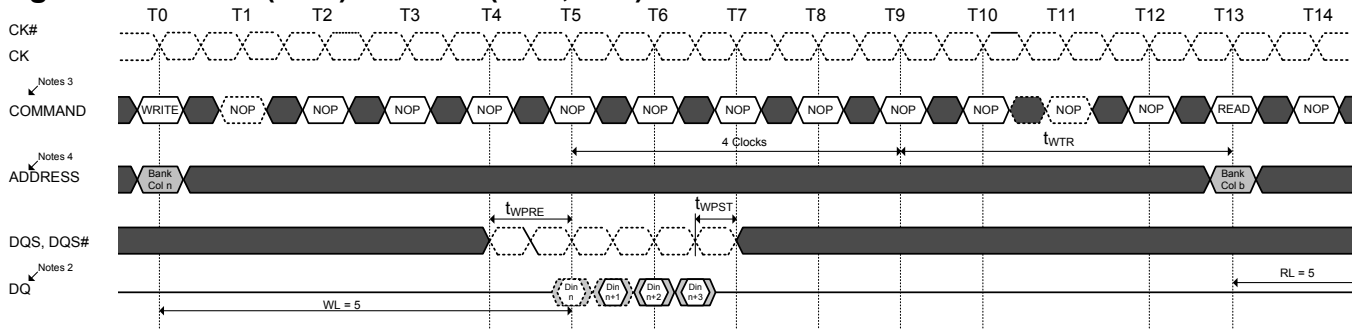 T0 T1 T2 T3 T4 T5 T6 T7 T8 T9 T10 T11 T12 T13 T14
CK#
CK
Notes 3
COMMAND WRITE NOP NOP NOP NOP NOP NOP NOP NOP NOP NOP NOP NOP READ NOP
4 Clocks tWTR
Notes 4
ADDRESS
Bank Bank
Col n Col b
tWPRE tWPST
DQS, DQS#
Notes 2
DQ
Din Din Din Din
n n+1 n+2 n+3
RL = 5
WL = 5